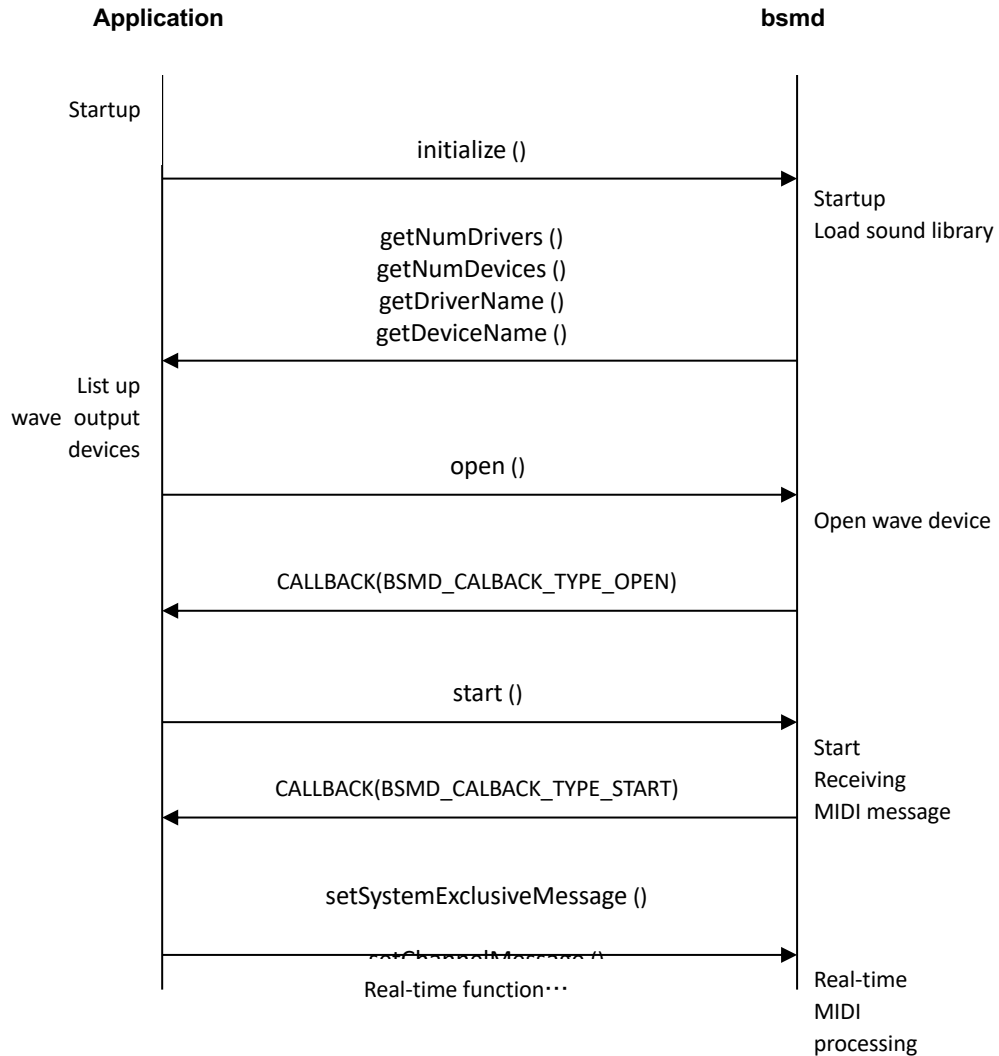 Application
bsmd
Startup
initialize ()
Startup
Load sound library
getNumDrivers ()
getNumDevices ()
getDriverName ()
getDeviceName ()
List up
wave output
devices
open ()
Open wave device
CALLBACK(BSMD_CALBACK_TYPE_OPEN)
start ()
Start
Receiving
MIDI message
CALLBACK(BSMD_CALBACK_TYPE_START)
setSystemExclusiveMessage ()
setChannelMessage ()
Real-time function…
Real-time
MIDI
processing